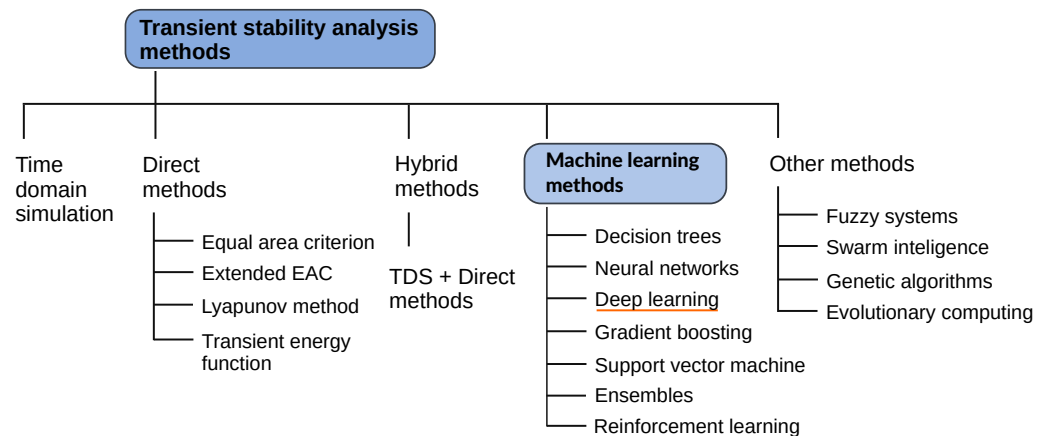 Transient stability analysis
methods
Time
domain
simulation
Direct
methods
Equal area criterion
Extended EAC
Lyapunov method
Transient energy
function
Hybrid
methods
TDS + Direct
methods
Machine learning
methods
Decision trees
Neural networks
Deep learning
Gradient boosting
Support vector machine
Ensembles
Reinforcement learning
Other methods
Fuzzy systems
Swarm inteligence
Genetic algorithms
Evolutionary computing